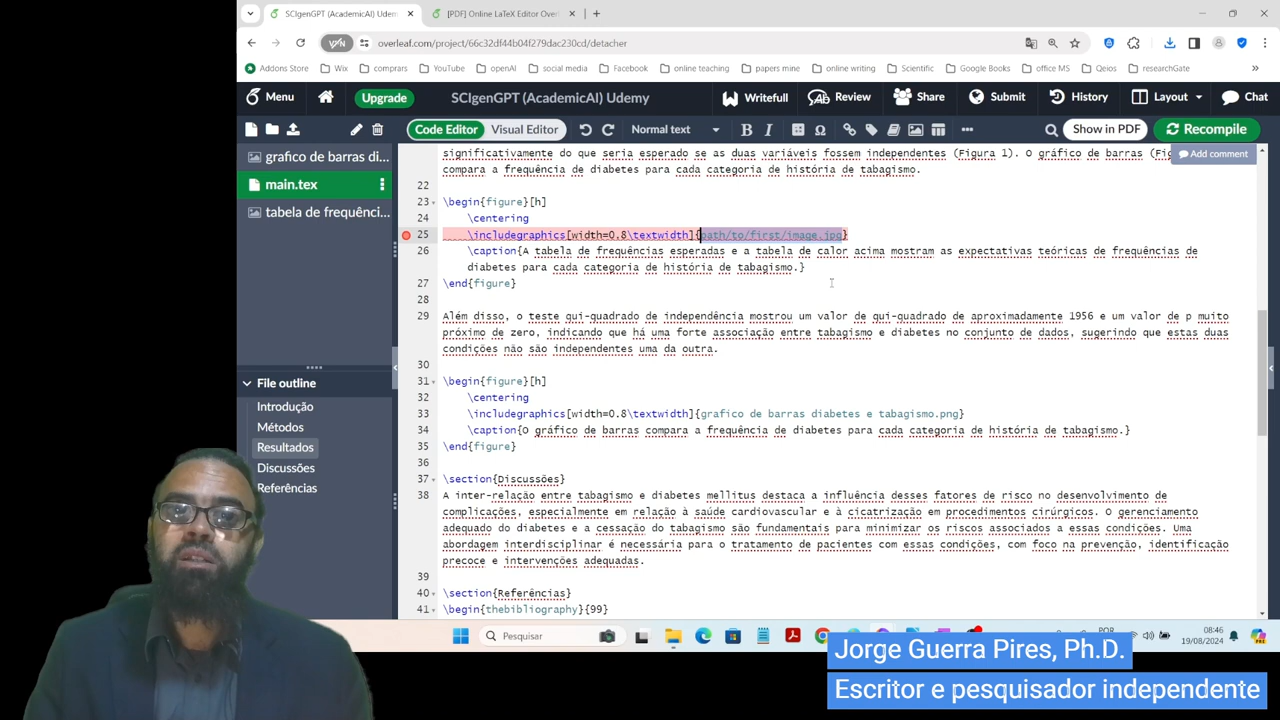 SCIgenGPT (AcademicAI) Udemy
[PDF] Online LaTeX Editor Over
VPN
overleaf.com/project/66c32df44b04f279dac230cd/detacher
Addons Store
Wix
comprars
YouTube
openAI
social media
Facebook
online teaching
papers mine
online writing
Scientific
Google Books
office MS
Qeios
researchGate
Menu
Upgrade
SCIgenGPT (AcademicAI) Udemy
Writefull
Review
Share
Submit
History
Layout
Chat
Code Editor
Visual Editor
Normal text
Show in PDF
Recompile
grafico de barras di...
main.tex
tabela de frequênci...
Add comment
significativamente do que seria esperado se as duas variáveis fossem independentes (Figura 1). O gráfico de barras
compara a frequência de diabetes para cada categoria de história de tabagismo.
22
23 \begin{figure}[h]
24 \centering
25 \includegraphics[width=0.8\textwidth]{path/to/first/image.jpg}
26 \caption{A tabela de frequências esperadas e a tabela de calor acima mostram as expectativas teóricas de frequências de
diabetes para cada categoria de história de tabagismo.}
27 \end{figure}
28
29 Além disso, o teste qui-quadrado de independência mostrou um valor de qui-quadrado de aproximadamente 1956 e um valor de p muito
próximo de zero, indicando que há uma forte associação entre tabagismo e diabetes no conjunto de dados, sugerindo que estas duas
condições não são independentes uma da outra.
30
31 \begin{figure}[h]
32 \centering
33 \includegraphics[width=0.8\textwidth]{grafico de barras diabetes e tabagismo.png}
34 \caption{O gráfico de barras compara a frequência de diabetes para cada categoria de história de tabagismo.}
35 \end{figure}
36
37 \section{Discussões}
38 A inter-relação entre tabagismo e diabetes mellitus destaca a influência desses fatores de risco no desenvolvimento de
complicações, especialmente em relação à saúde cardiovascular e à cicatrização em procedimentos cirúrgicos. O gerenciamento
adequado do diabetes e a cessação do tabagismo são fundamentais para minimizar os riscos associados a essas condições. Uma
abordagem interdisciplinar é necessária para o tratamento de pacientes com essas condições, com foco na prevenção, identificação
precoce e intervenções adequadas.
39
40 \section{Referências}
41 \begin{thebibliography}{99}
File outline
Introdução
Métodos
Resultados
Discussões
Referências
Pesquisar
POR
08:46
19/08/2024
Jorge Guerra Pires, Ph.D.
Escritor e pesquisador independente